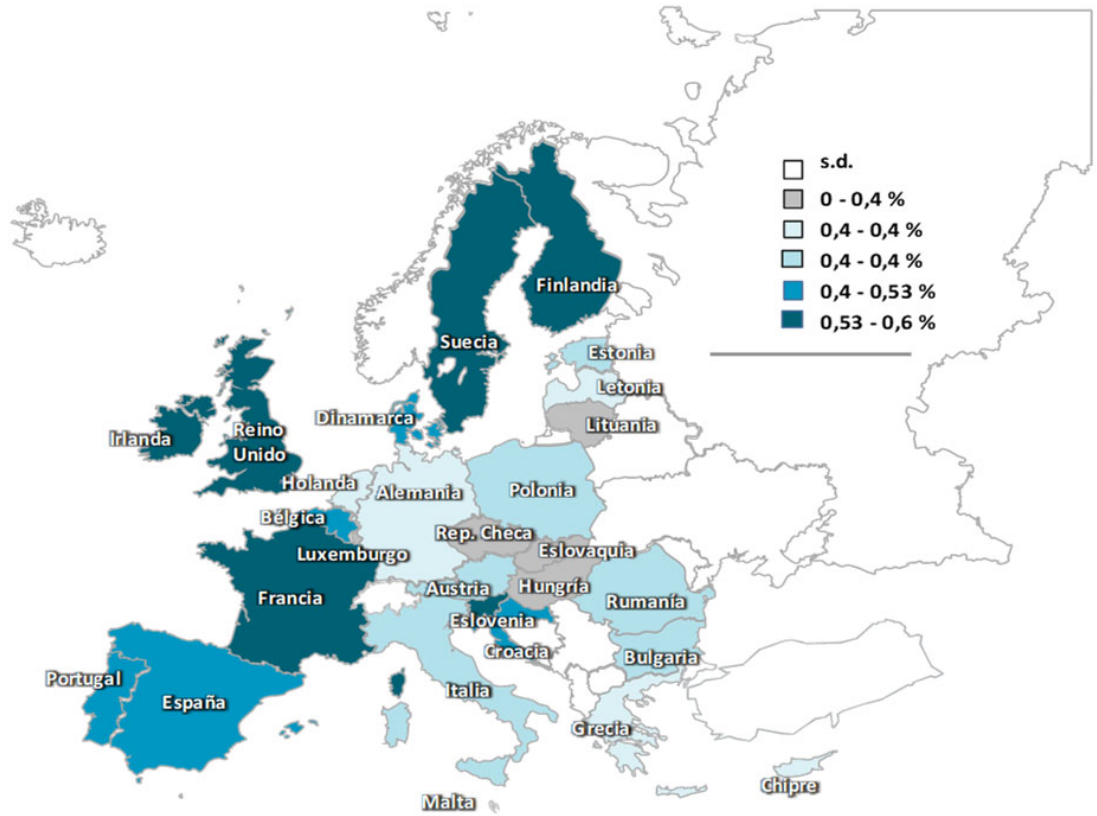 s.d.
0 - 0,4 %
0,4 - 0,4 %
0,4 - 0,4 %
0,4 - 0,53 %
0,53 - 0,6 %
Finlandia
Suecia
Estonia
Letonia
Lituania
Dinamarca
Irlanda
Reino
Unido
Holanda
Alemania
Polonia
Bélgica
Rep. Checa
Luxemburgo
Eslovaquia
Austria
Hungría
Francia
Rumanía
Eslovenia
Croacia
Bulgaria
Portugal
España
Italia
Grecia
Chipre
Malta